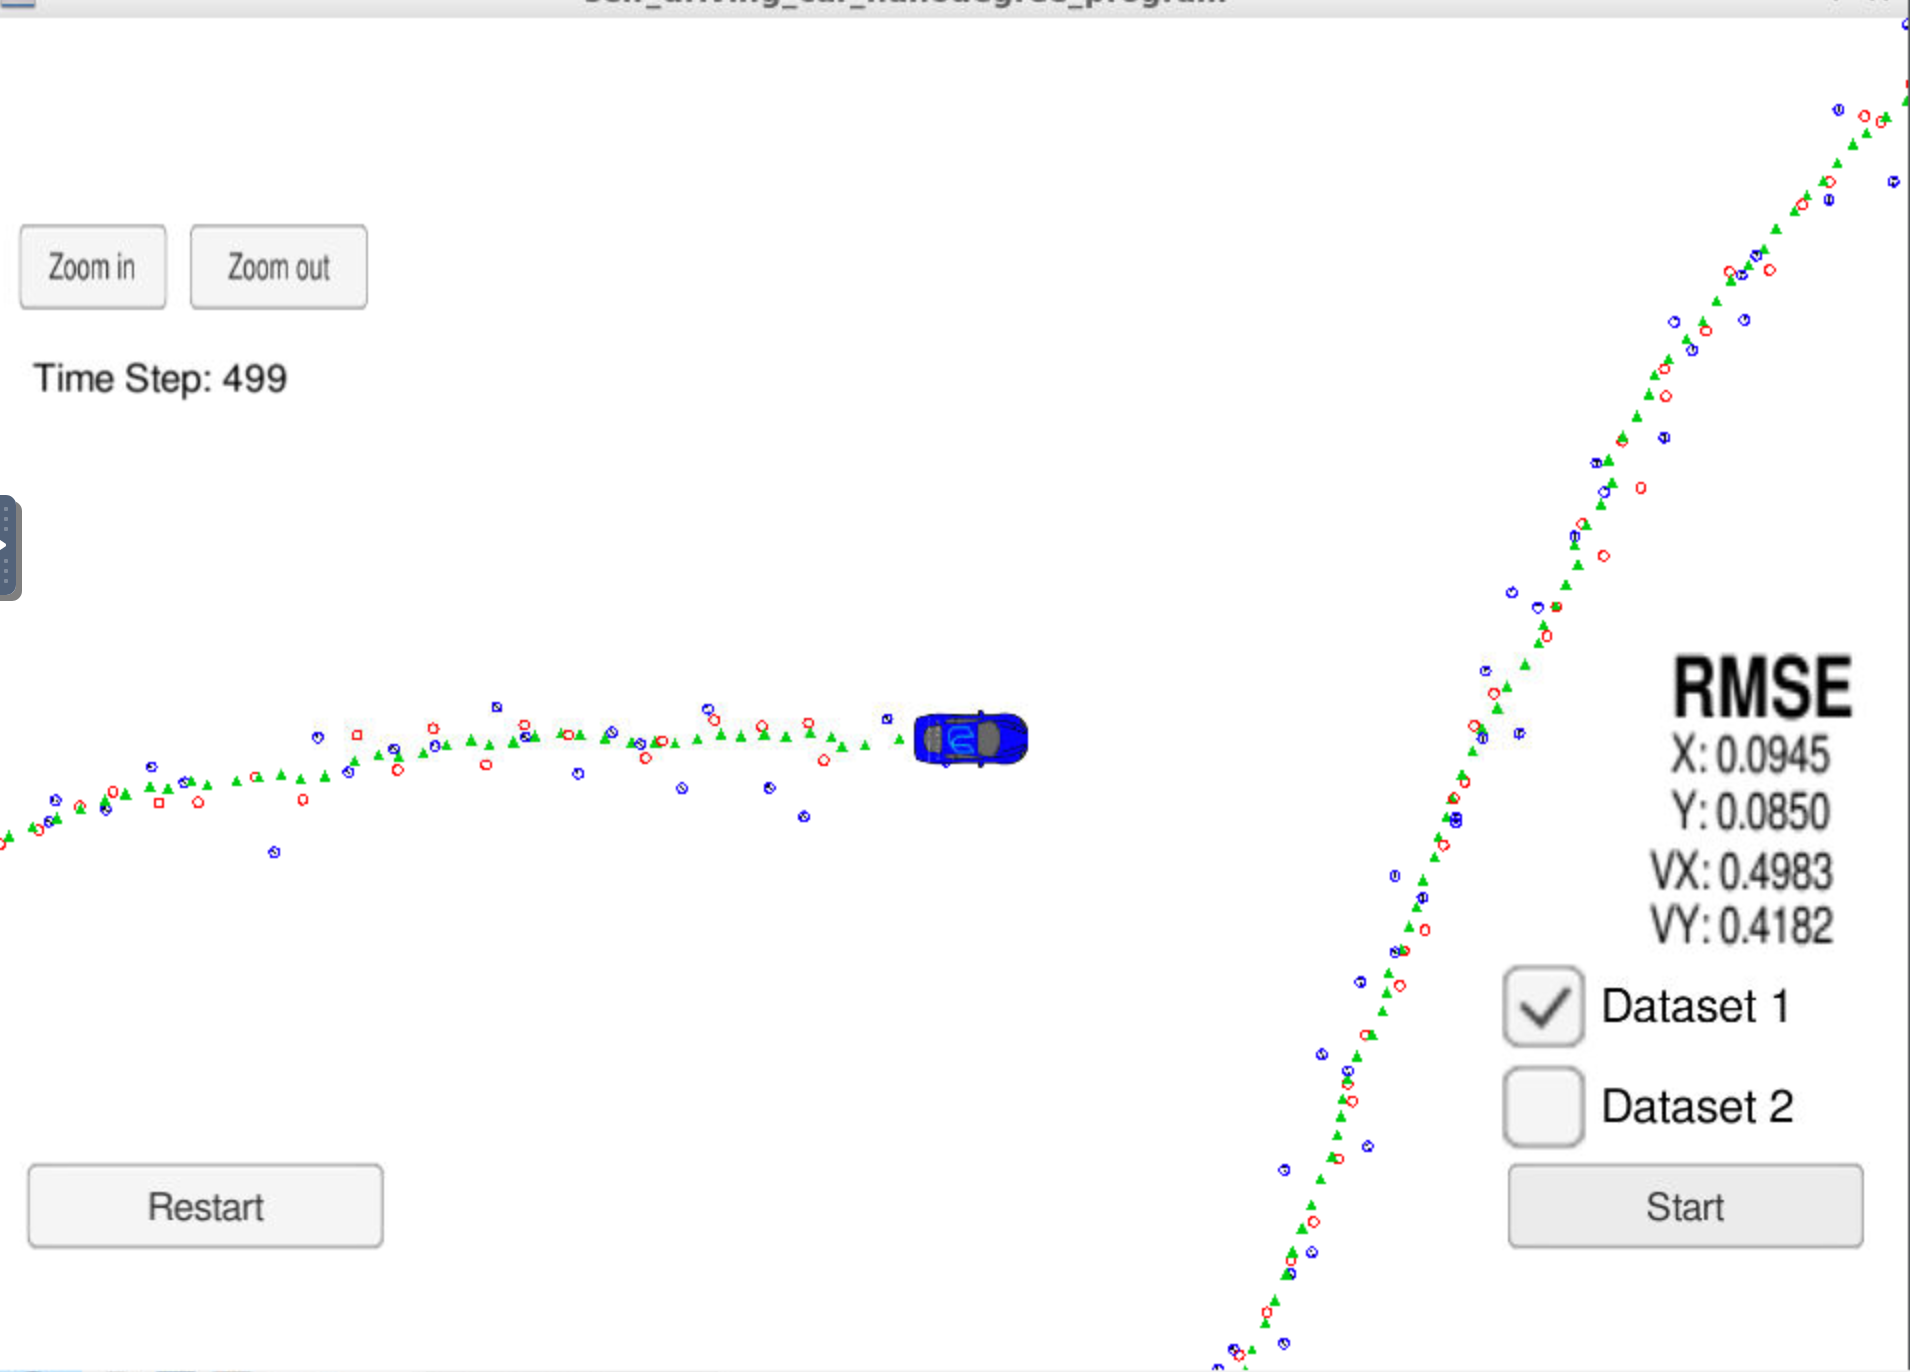 Zoom in
Zoom out
Time Step: 499
RMSE
X: 0.0945
Y: 0.0850
VX: 0.4983
VY: 0.4182
Dataset 1
Dataset 2
Restart
Start